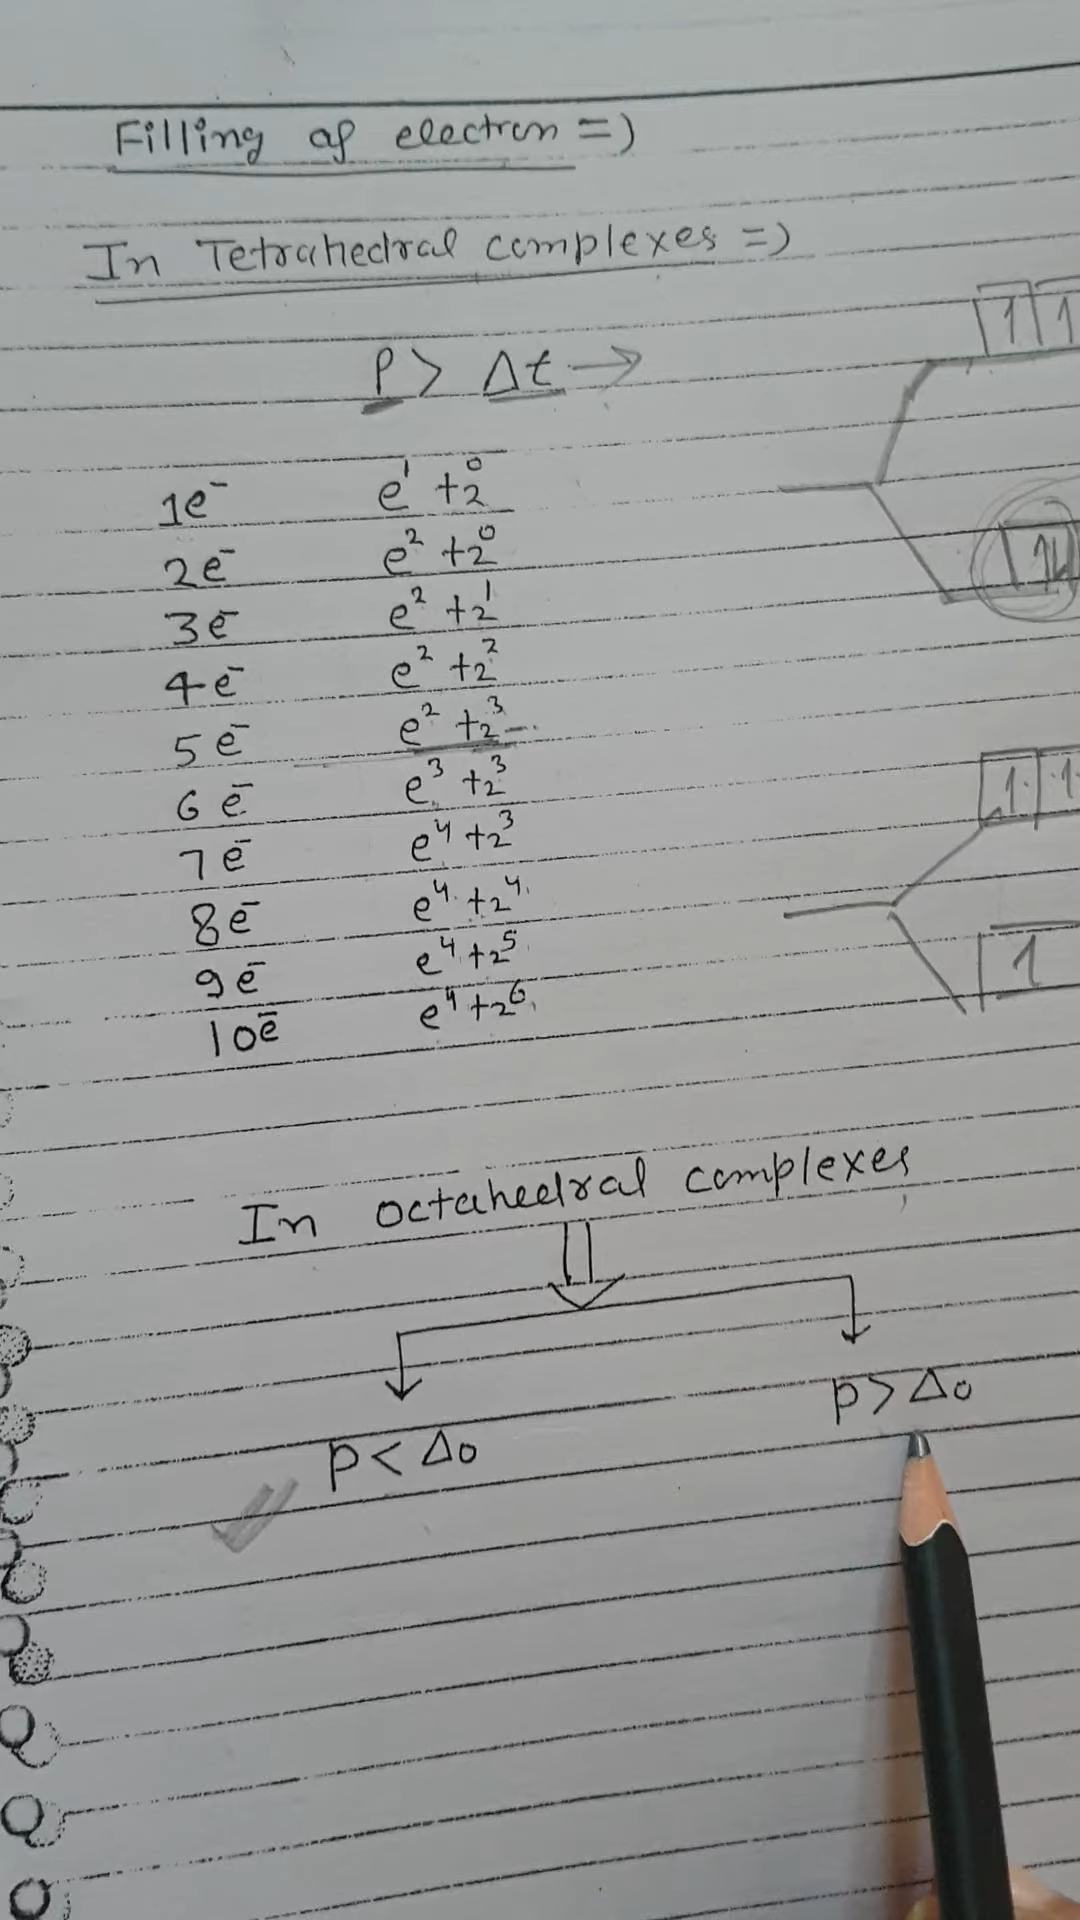 Filling of electron =)
In Tetrahedral complexes =)
P > Δt →
1e⁻ e¹ t₂⁰
2e⁻ e² t₂⁰
3e⁻ e² t₂¹
4e⁻ e² t₂²
5e⁻ e² t₂³
6e⁻ e³ t₂³
7e⁻ e⁴ t₂³
8e⁻ e⁴ t₂⁴
9e⁻ e⁴ t₂⁵
10e⁻ e⁴ t₂⁶
In octahedral complexes
P < Δo P > Δo